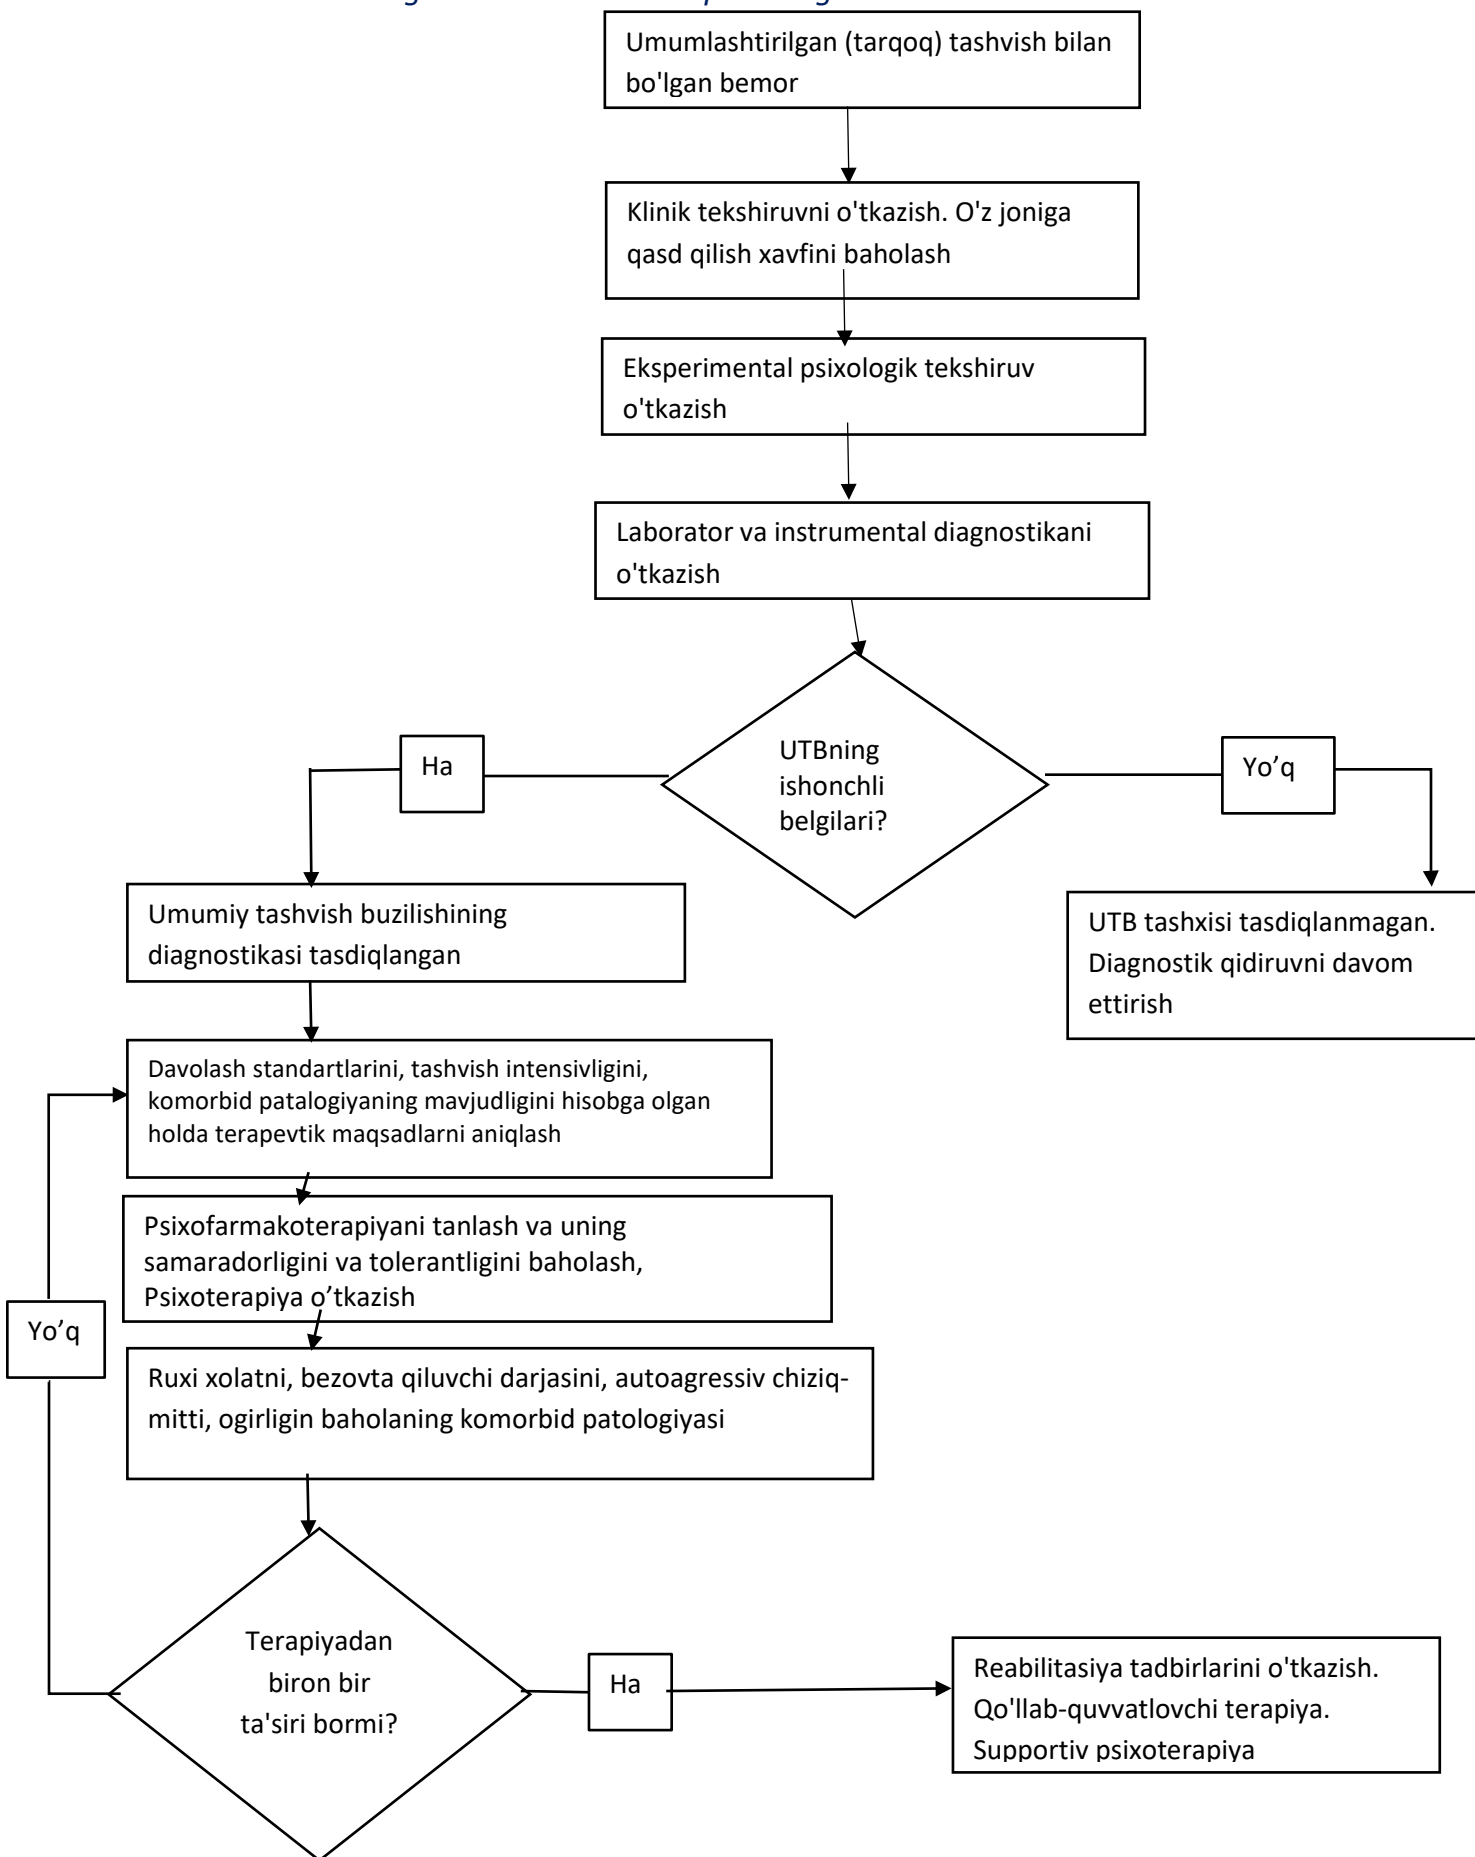 Umumlashtirilgan (tarqoq) tashvish bilan
bo'lgan bemor
Klinik tekshiruvni o'tkazish. O'z joniga
qasd qilish xavfini baholash
Eksperimental psixologik tekshiruv
o'tkazish
Laborator va instrumental diagnostikani
o'tkazish
UTBning
ishonchli
belgilari?
Ha
Yo’q
Umumiy tashvish buzilishining
diagnostikasi tasdiqlangan
UTB tashxisi tasdiqlanmagan.
Diagnostik qidiruvni davom
ettirish
Davolash standartlarini, tashvish intensivligini,
komorbid patalogiyaning mavjudligini hisobga olgan
holda terapevtik maqsadlarni aniqlash
Psixofarmakoterapiyani tanlash va uning
samaradorligini va tolerantligini baholash,
Psixoterapiya o’tkazish
Yo’q
Ruxi xolatni, bezovta qiluvchi darjasini, autoagressiv chiziq-
mitti, ogirligin baholaning komorbid patologiyasi
Terapiyadan
biron bir
ta'siri bormi?
Ha
Reabilitasiya tadbirlarini o'tkazish.
Qo'llab-quvvatlovchi terapiya.
Supportiv psixoterapiya